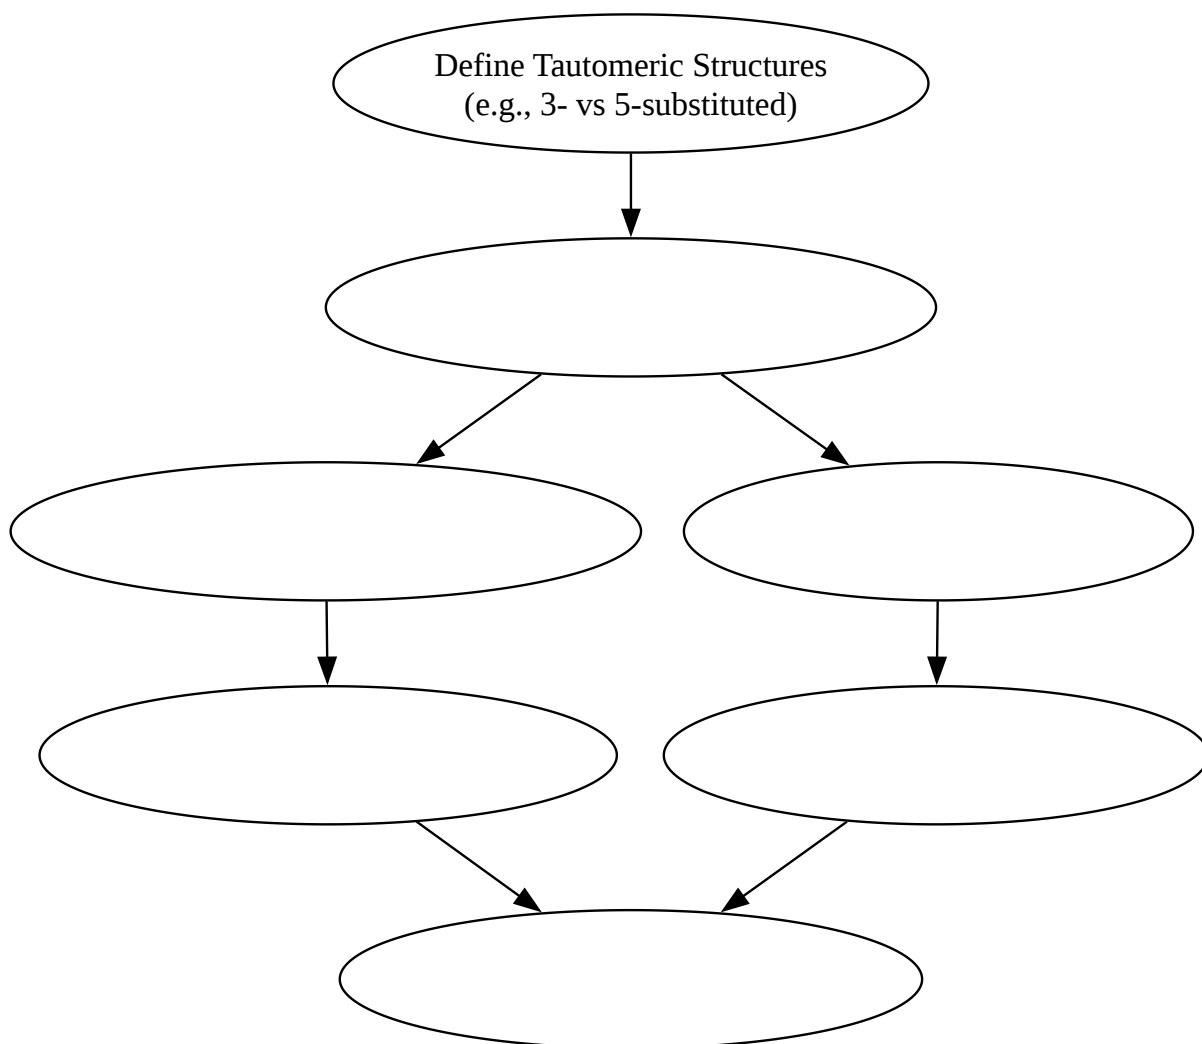 Define Tautomeric Structures
(e.g., 3- vs 5-substituted)